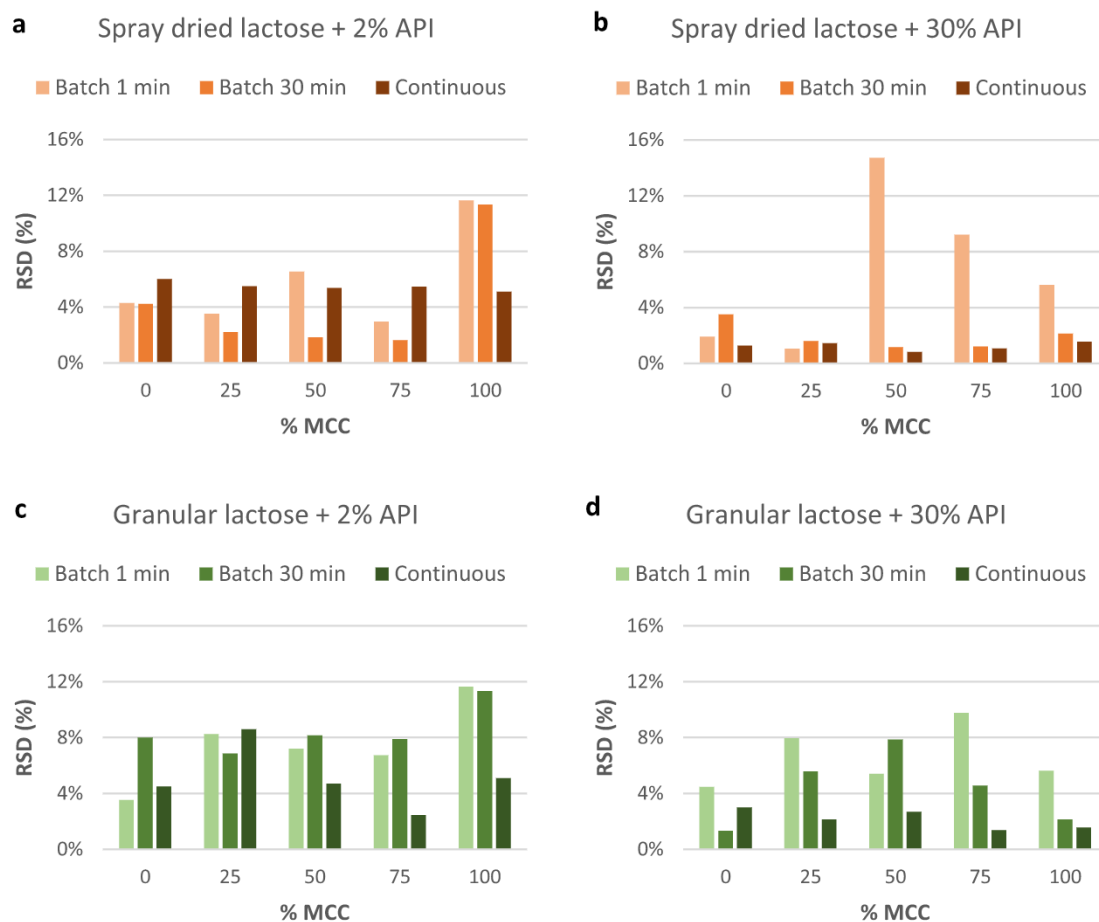 a Spray dried lactose + 2% API
Batch 1 min Batch 30 min Continuous
16%
12%
8%
4%
0%
RSD (%)
0 25 50 75 100
% MCC
b Spray dried lactose + 30% API
Batch 1 min Batch 30 min Continuous
16%
12%
8%
4%
0%
RSD (%)
0 25 50 75 100
% MCC
c Granular lactose + 2% API
Batch 1 min Batch 30 min Continuous
16%
12%
8%
4%
0%
RSD (%)
0 25 50 75 100
% MCC
d Granular lactose + 30% API
Batch 1 min Batch 30 min Continuous
16%
12%
8%
4%
0%
RSD (%)
0 25 50 75 100
% MCC